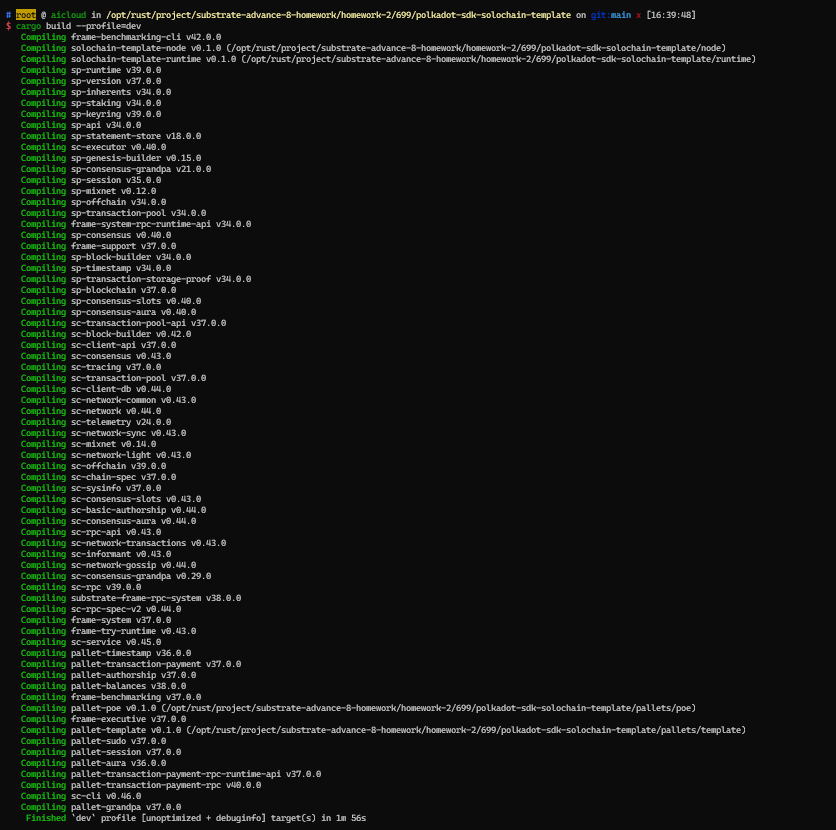 # root @ aicloud in /opt/rust/project/substrate-advance-8-homework/homework-2/699/polkadot-sdk-solochain-template on git:main x [16:39:48]
$ cargo build --profile=dev
Compiling frame-benchmarking-cli v42.0.0
Compiling solochain-template-node v0.1.0 (/opt/rust/project/substrate-advance-8-homework/homework-2/699/polkadot-sdk-solochain-template/node)
Compiling solochain-template-runtime v0.1.0 (/opt/rust/project/substrate-advance-8-homework/homework-2/699/polkadot-sdk-solochain-template/runtime)
Compiling sp-runtime v39.0.0
Compiling sp-version v37.0.0
Compiling sp-inherents v34.0.0
Compiling sp-staking v34.0.0
Compiling sp-keyring v39.0.0
Compiling sp-api v34.0.0
Compiling sp-statement-store v18.0.0
Compiling sc-executor v0.40.0
Compiling sp-genesis-builder v0.15.0
Compiling sp-consensus-grandpa v21.0.0
Compiling sp-session v35.0.0
Compiling sp-mixnet v0.12.0
Compiling sp-offchain v34.0.0
Compiling sp-transaction-pool v34.0.0
Compiling frame-system-rpc-runtime-api v34.0.0
Compiling sp-consensus v0.40.0
Compiling frame-support v37.0.0
Compiling sp-block-builder v34.0.0
Compiling sp-timestamp v34.0.0
Compiling sp-transaction-storage-proof v34.0.0
Compiling sp-blockchain v37.0.0
Compiling sp-consensus-slots v0.40.0
Compiling sp-consensus-aura v0.40.0
Compiling sc-transaction-pool-api v37.0.0
Compiling sc-block-builder v0.42.0
Compiling sc-client-api v37.0.0
Compiling sc-consensus v0.43.0
Compiling sc-tracing v37.0.0
Compiling sc-transaction-pool v37.0.0
Compiling sc-client-db v0.44.0
Compiling sc-network-common v0.43.0
Compiling sc-network v0.44.0
Compiling sc-telemetry v24.0.0
Compiling sc-network-sync v0.43.0
Compiling sc-mixnet v0.14.0
Compiling sc-network-light v0.43.0
Compiling sc-offchain v39.0.0
Compiling sc-chain-spec v37.0.0
Compiling sc-sysinfo v37.0.0
Compiling sc-consensus-slots v0.43.0
Compiling sc-basic-authorship v0.44.0
Compiling sc-consensus-aura v0.44.0
Compiling sc-rpc-api v0.43.0
Compiling sc-network-transactions v0.43.0
Compiling sc-informant v0.43.0
Compiling sc-network-gossip v0.44.0
Compiling sc-consensus-grandpa v0.29.0
Compiling sc-rpc v39.0.0
Compiling substrate-frame-rpc-system v38.0.0
Compiling sc-rpc-spec-v2 v0.44.0
Compiling frame-system v37.0.0
Compiling frame-try-runtime v0.43.0
Compiling sc-service v0.45.0
Compiling pallet-timestamp v36.0.0
Compiling pallet-transaction-payment v37.0.0
Compiling pallet-authorship v37.0.0
Compiling pallet-balances v38.0.0
Compiling frame-benchmarking v37.0.0
Compiling pallet-poe v0.1.0 (/opt/rust/project/substrate-advance-8-homework/homework-2/699/polkadot-sdk-solochain-template/pallets/poe)
Compiling frame-executive v37.0.0
Compiling pallet-template v0.1.0 (/opt/rust/project/substrate-advance-8-homework/homework-2/699/polkadot-sdk-solochain-template/pallets/template)
Compiling pallet-sudo v37.0.0
Compiling pallet-session v37.0.0
Compiling pallet-aura v36.0.0
Compiling pallet-transaction-payment-rpc-runtime-api v37.0.0
Compiling pallet-transaction-payment-rpc v40.0.0
Compiling sc-cli v0.46.0
Compiling pallet-grandpa v37.0.0
Finished `dev` profile [unoptimized + debuginfo] target(s) in 1m 56s